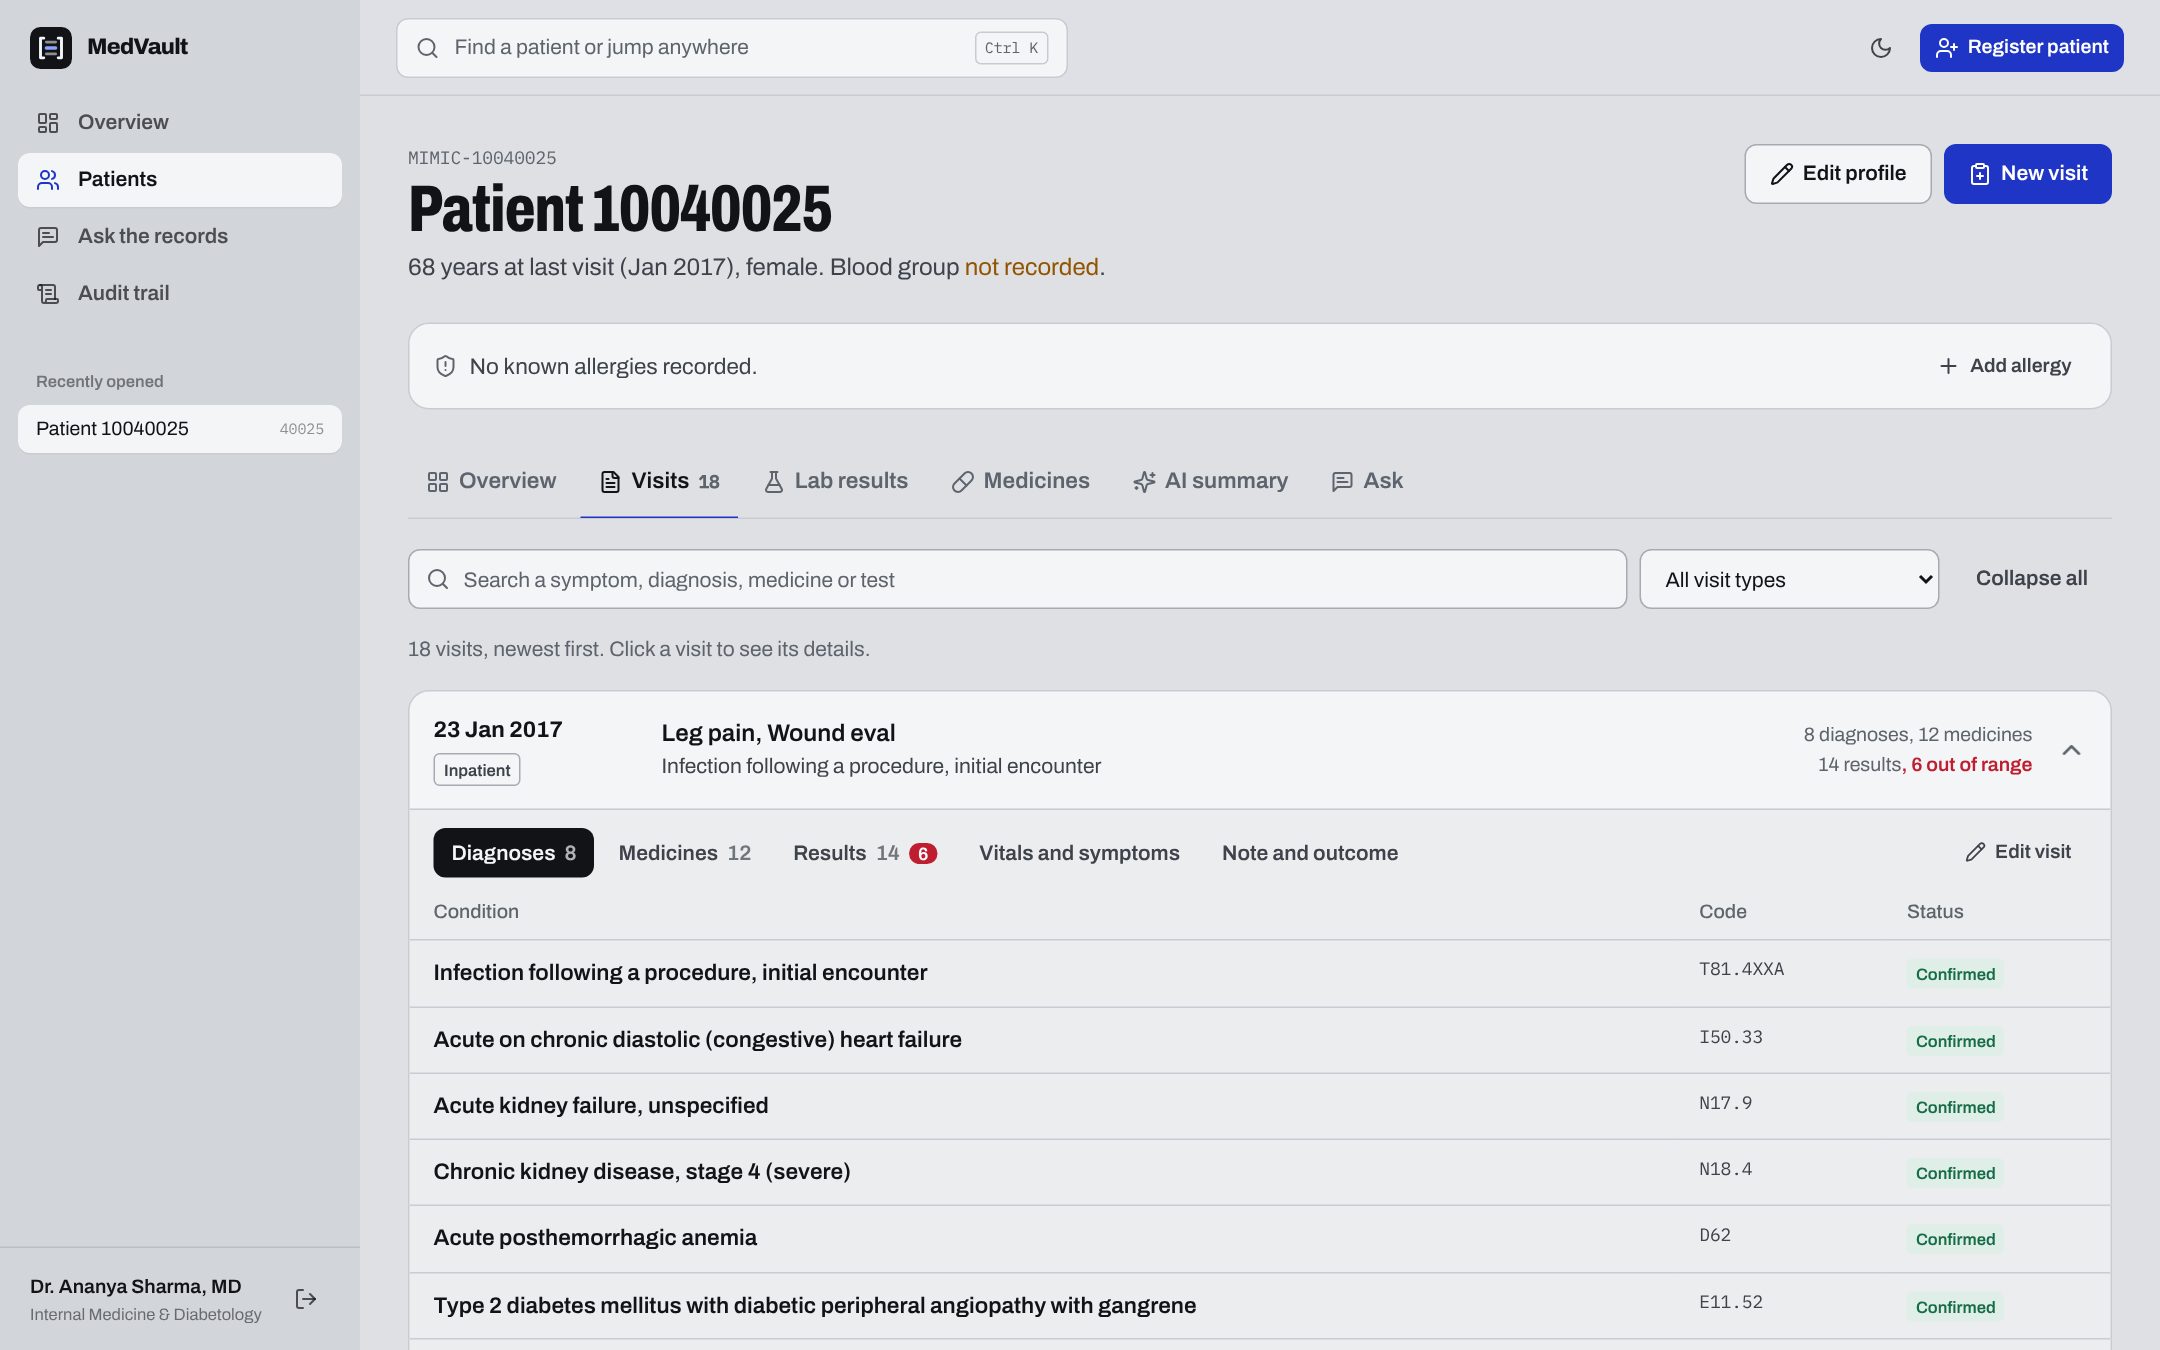 MedVault
Find a patient or jump anywhere
Ctrl K
Register patient
Overview
Patients
Ask the records
Audit trail
Recently opened
Patient 10040025
40025
Dr. Ananya Sharma, MD
Internal Medicine & Diabetology
MIMIC-10040025
Patient 10040025
68 years at last visit (Jan 2017), female. Blood group not recorded.
Edit profile
New visit
No known allergies recorded.
Add allergy
Overview
Visits 18
Lab results
Medicines
AI summary
Ask
Search a symptom, diagnosis, medicine or test
All visit types
Collapse all
18 visits, newest first. Click a visit to see its details.
23 Jan 2017
Inpatient
Leg pain, Wound eval
Infection following a procedure, initial encounter
8 diagnoses, 12 medicines
14 results, 6 out of range
Diagnoses 8
Medicines 12
Results 14 6
Vitals and symptoms
Note and outcome
Edit visit
Condition Code Status
Infection following a procedure, initial encounter T81.4XXA Confirmed
Acute on chronic diastolic (congestive) heart failure I50.33 Confirmed
Acute kidney failure, unspecified N17.9 Confirmed
Chronic kidney disease, stage 4 (severe) N18.4 Confirmed
Acute posthemorrhagic anemia D62 Confirmed
Type 2 diabetes mellitus with diabetic peripheral angiopathy with gangrene E11.52 Confirmed